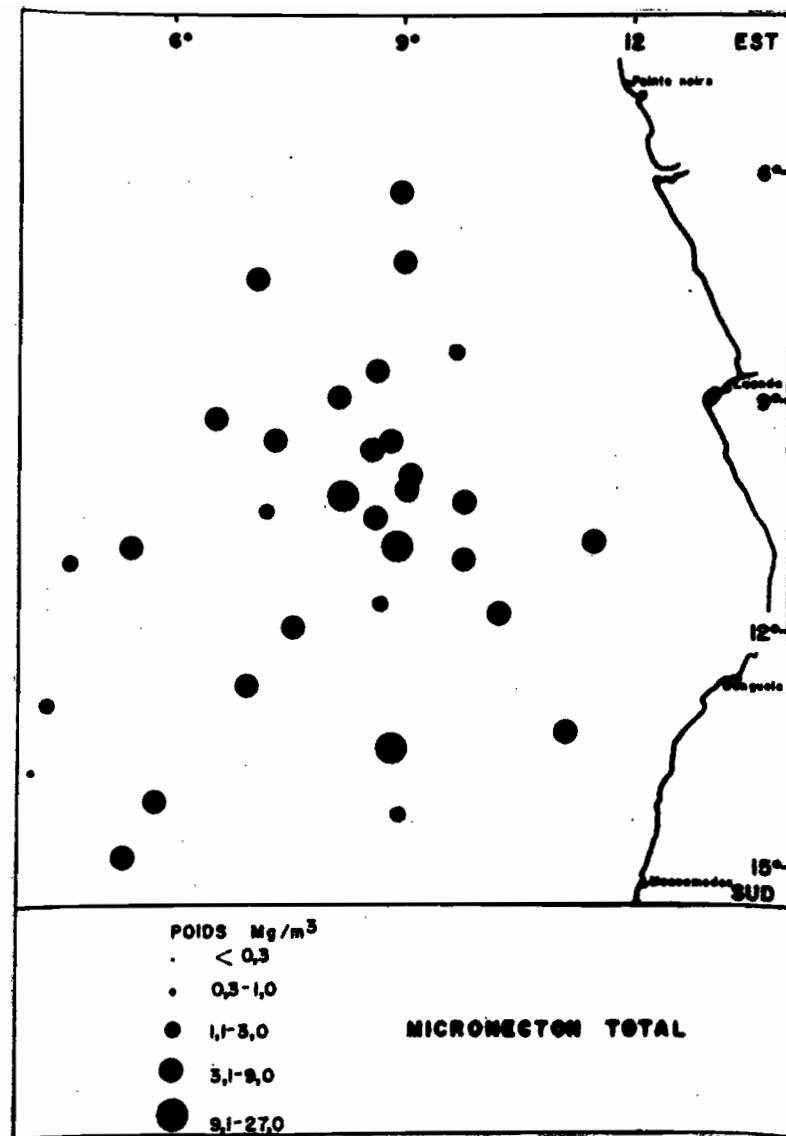 6° 9° 12 EST
Pointe noire
6°
Luanda
9°
12°
Benguela
15°
Mossamedes
SUD
POIDS Mg/m³
< 0,3
0,3-1,0
1,1-3,0
3,1-9,0
9,1-27,0
MICRONECTON TOTAL